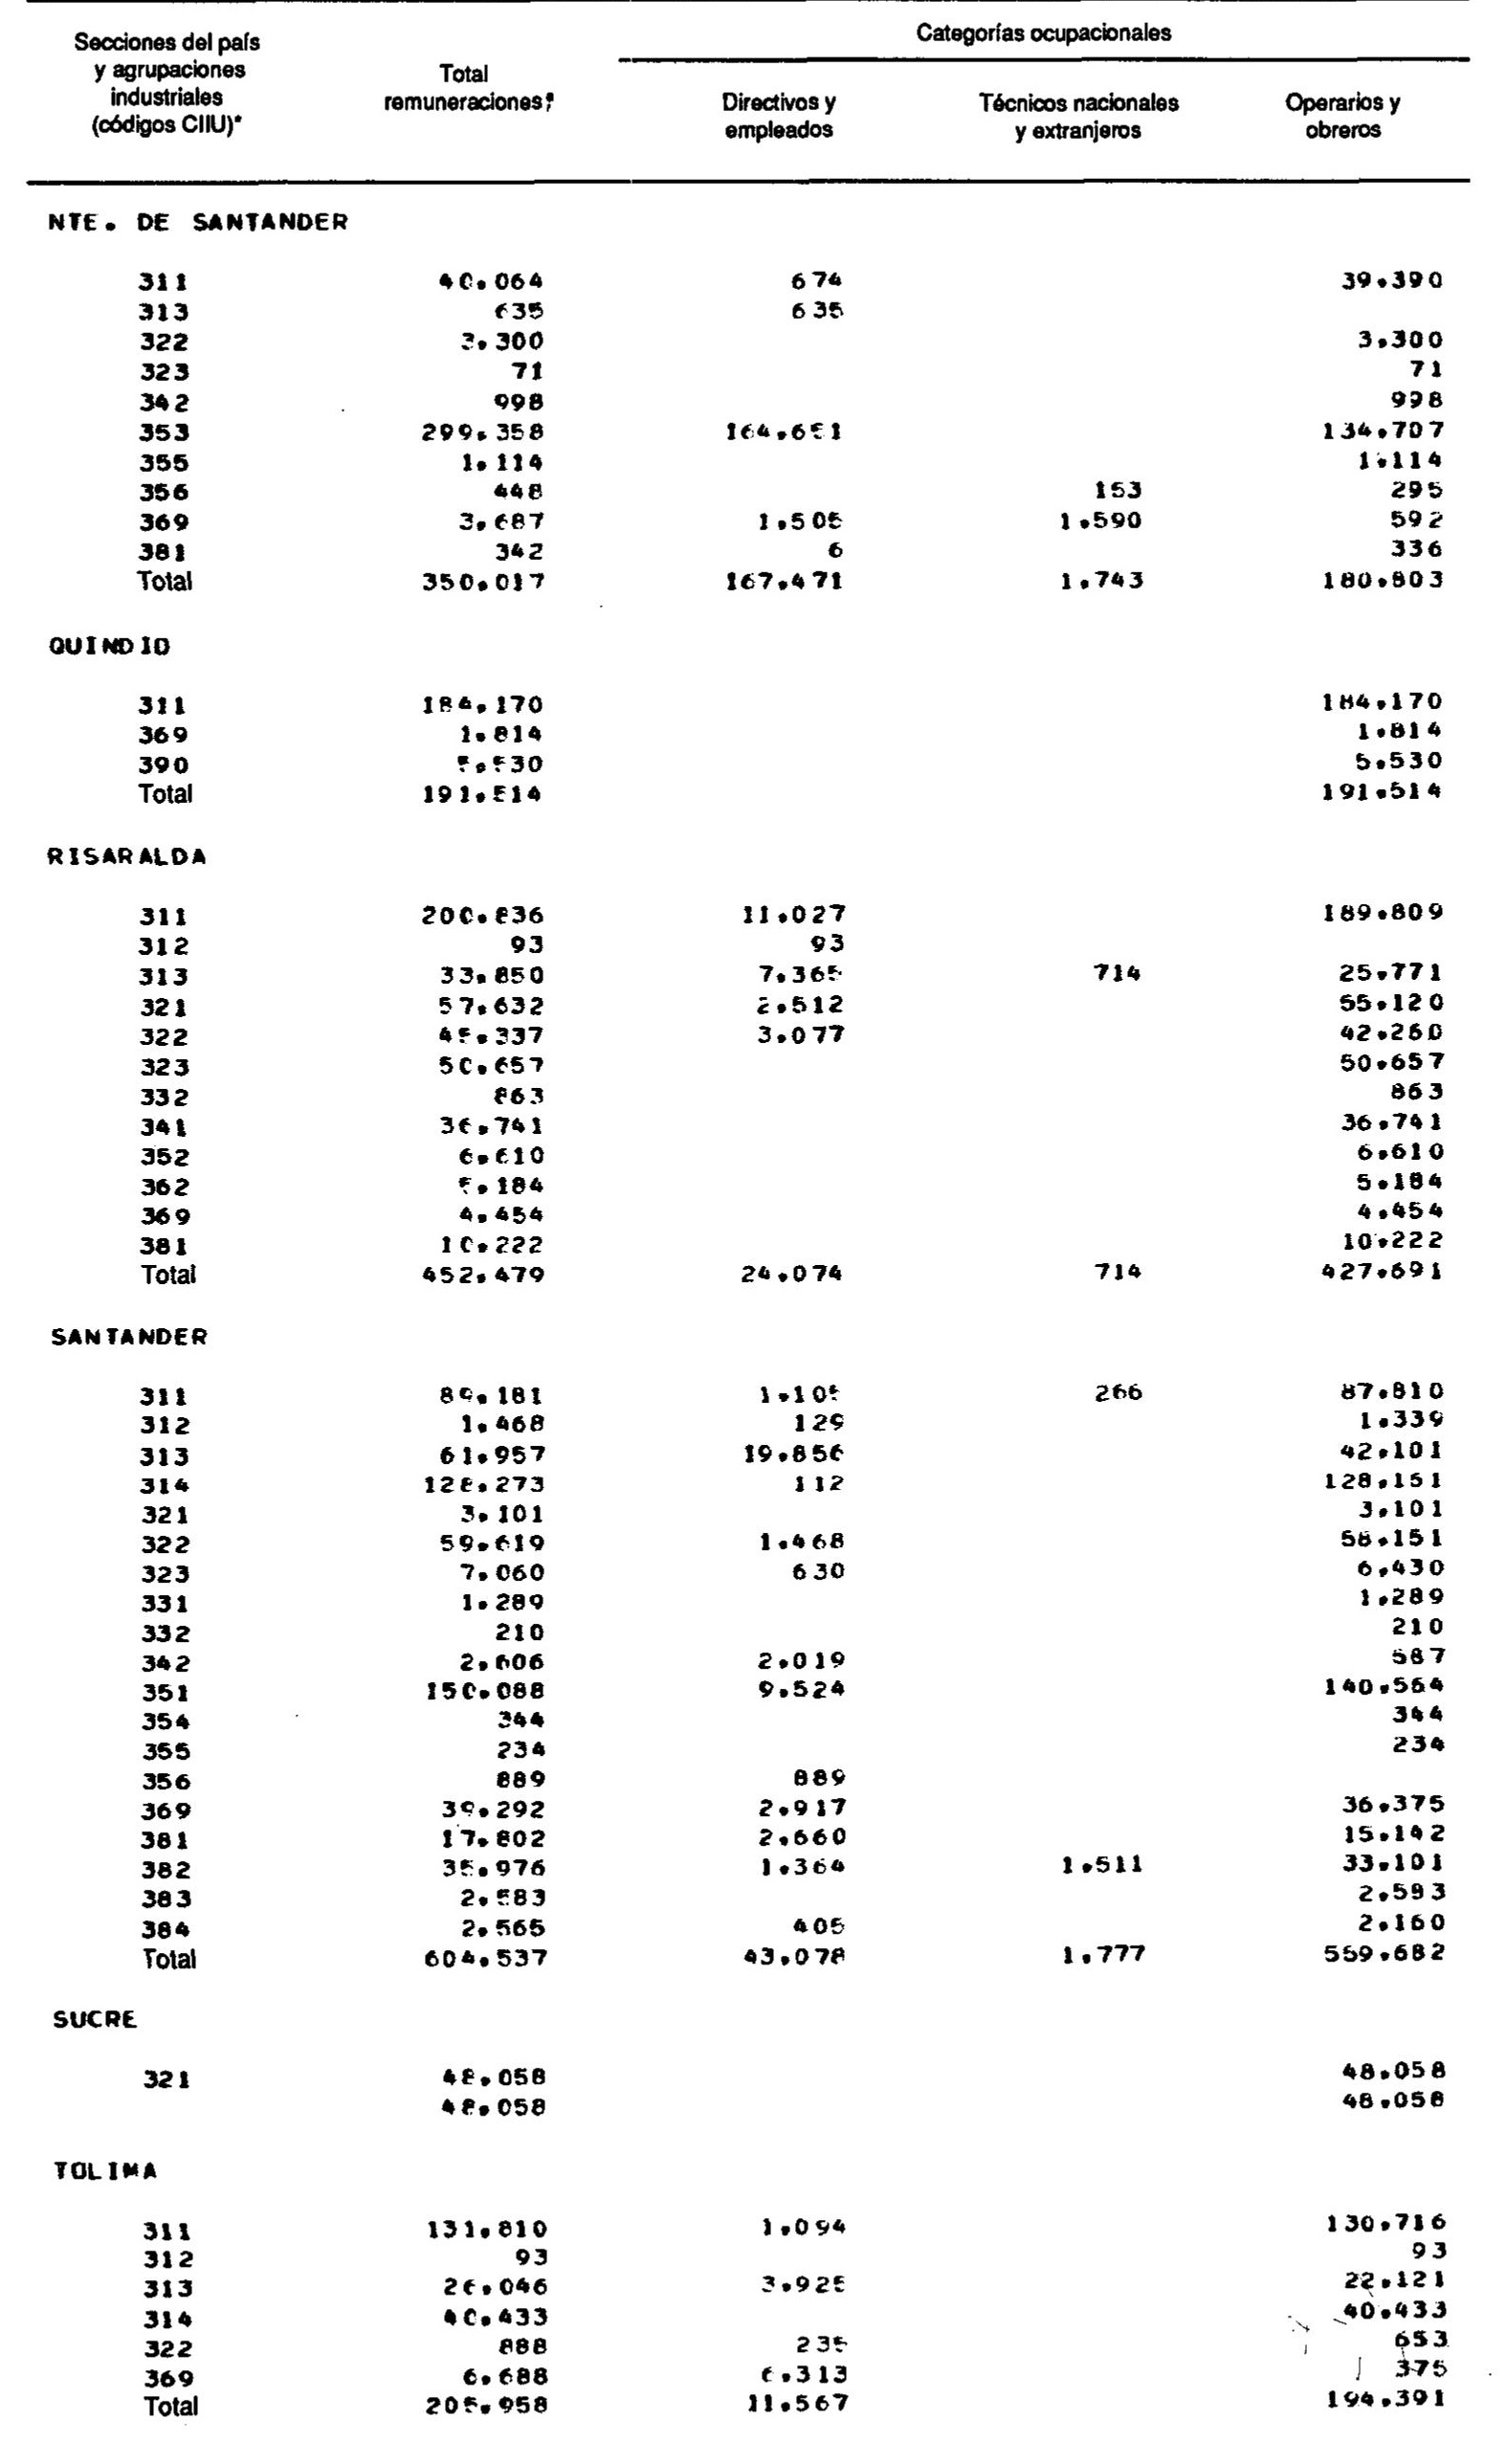 Categorías ocupacionales
Secciones del país
y agrupaciones
industriales
(códigos CIIU)*
Total
remuneraciones
Directivos y
empleados
Técnicos nacionales
y extranjeros
Operarios y
obreros
NTE. DE SANTANDER
311 40.064 674 39.390
313 635 635
322 3.300 3.300
323 71 71
342 998 998
353 299.358 164.651 134.707
355 1.114 1.114
356 448 153 295
369 3.687 1.505 1.590 592
381 342 6 336
Total 350.017 167.471 1.743 180.803
QUINDIO
311 184.170 184.170
369 1.814 1.814
390 5.530 5.530
Total 191.514 191.514
RISARALDA
311 200.836 11.027 189.809
312 93 93
313 33.850 7.365 714 25.771
321 57.632 2.512 55.120
322 45.337 3.077 42.260
323 50.657 50.657
332 863 863
341 36.741 36.741
352 6.610 6.610
362 5.184 5.184
369 4.454 4.454
381 10.222 10.222
Total 452.479 24.074 714 427.691
SANTANDER
311 89.181 1.105 266 87.810
312 1.468 129 1.339
313 61.957 19.856 42.101
314 128.273 112 128.151
321 3.101 3.101
322 59.619 1.468 58.151
323 7.060 630 6.430
331 1.289 1.289
332 210 210
342 2.606 2.019 587
351 150.088 9.524 140.564
354 344 344
355 234 234
356 889 889
369 39.292 2.917 36.375
381 17.802 2.660 15.142
382 35.976 1.364 1.511 33.101
383 2.583 2.593
384 2.565 405 2.160
Total 604.537 43.078 1.777 559.682
SUCRE
321 48.058 48.058
48.058 48.058
TOLIMA
311 131.810 1.094 130.716
312 93 93
313 26.046 3.925 22.121
314 40.433 40.433
322 888 235 653
369 6.688 6.313 375
Total 205.958 11.567 194.391